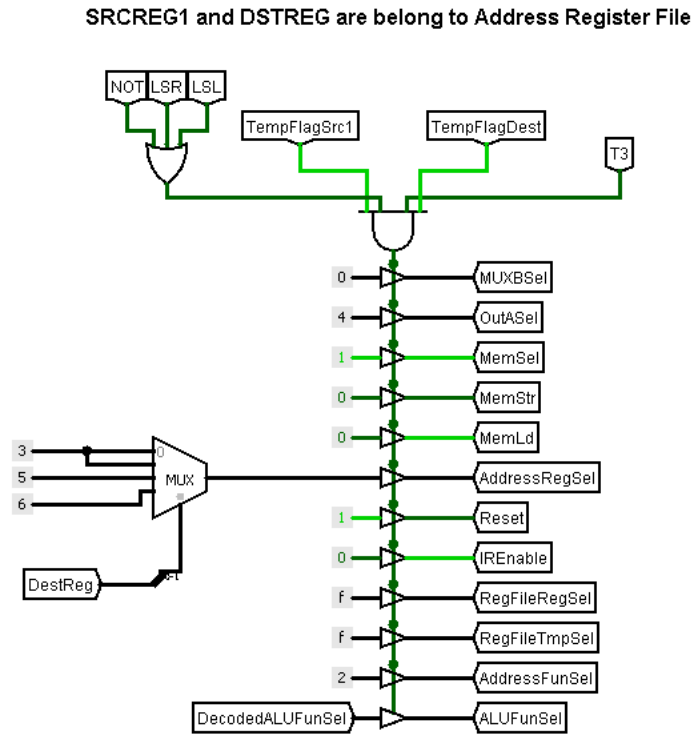 SRCREG1 and DSTREG are belong to Address Register File
NOT LSR LSL
TempFlagSrc1
TempFlagDest
T3
0 MUXBSel
4 OutASel
1 MemSel
0 MemStr
0 MemLd
3
0
MUX
5
6
AddressRegSel
1 Reset
0 IREnable
DestReg
0-1
f RegFileRegSel
f RegFileTmpSel
2 AddressFunSel
DecodedALUFunSel ALUFunSel